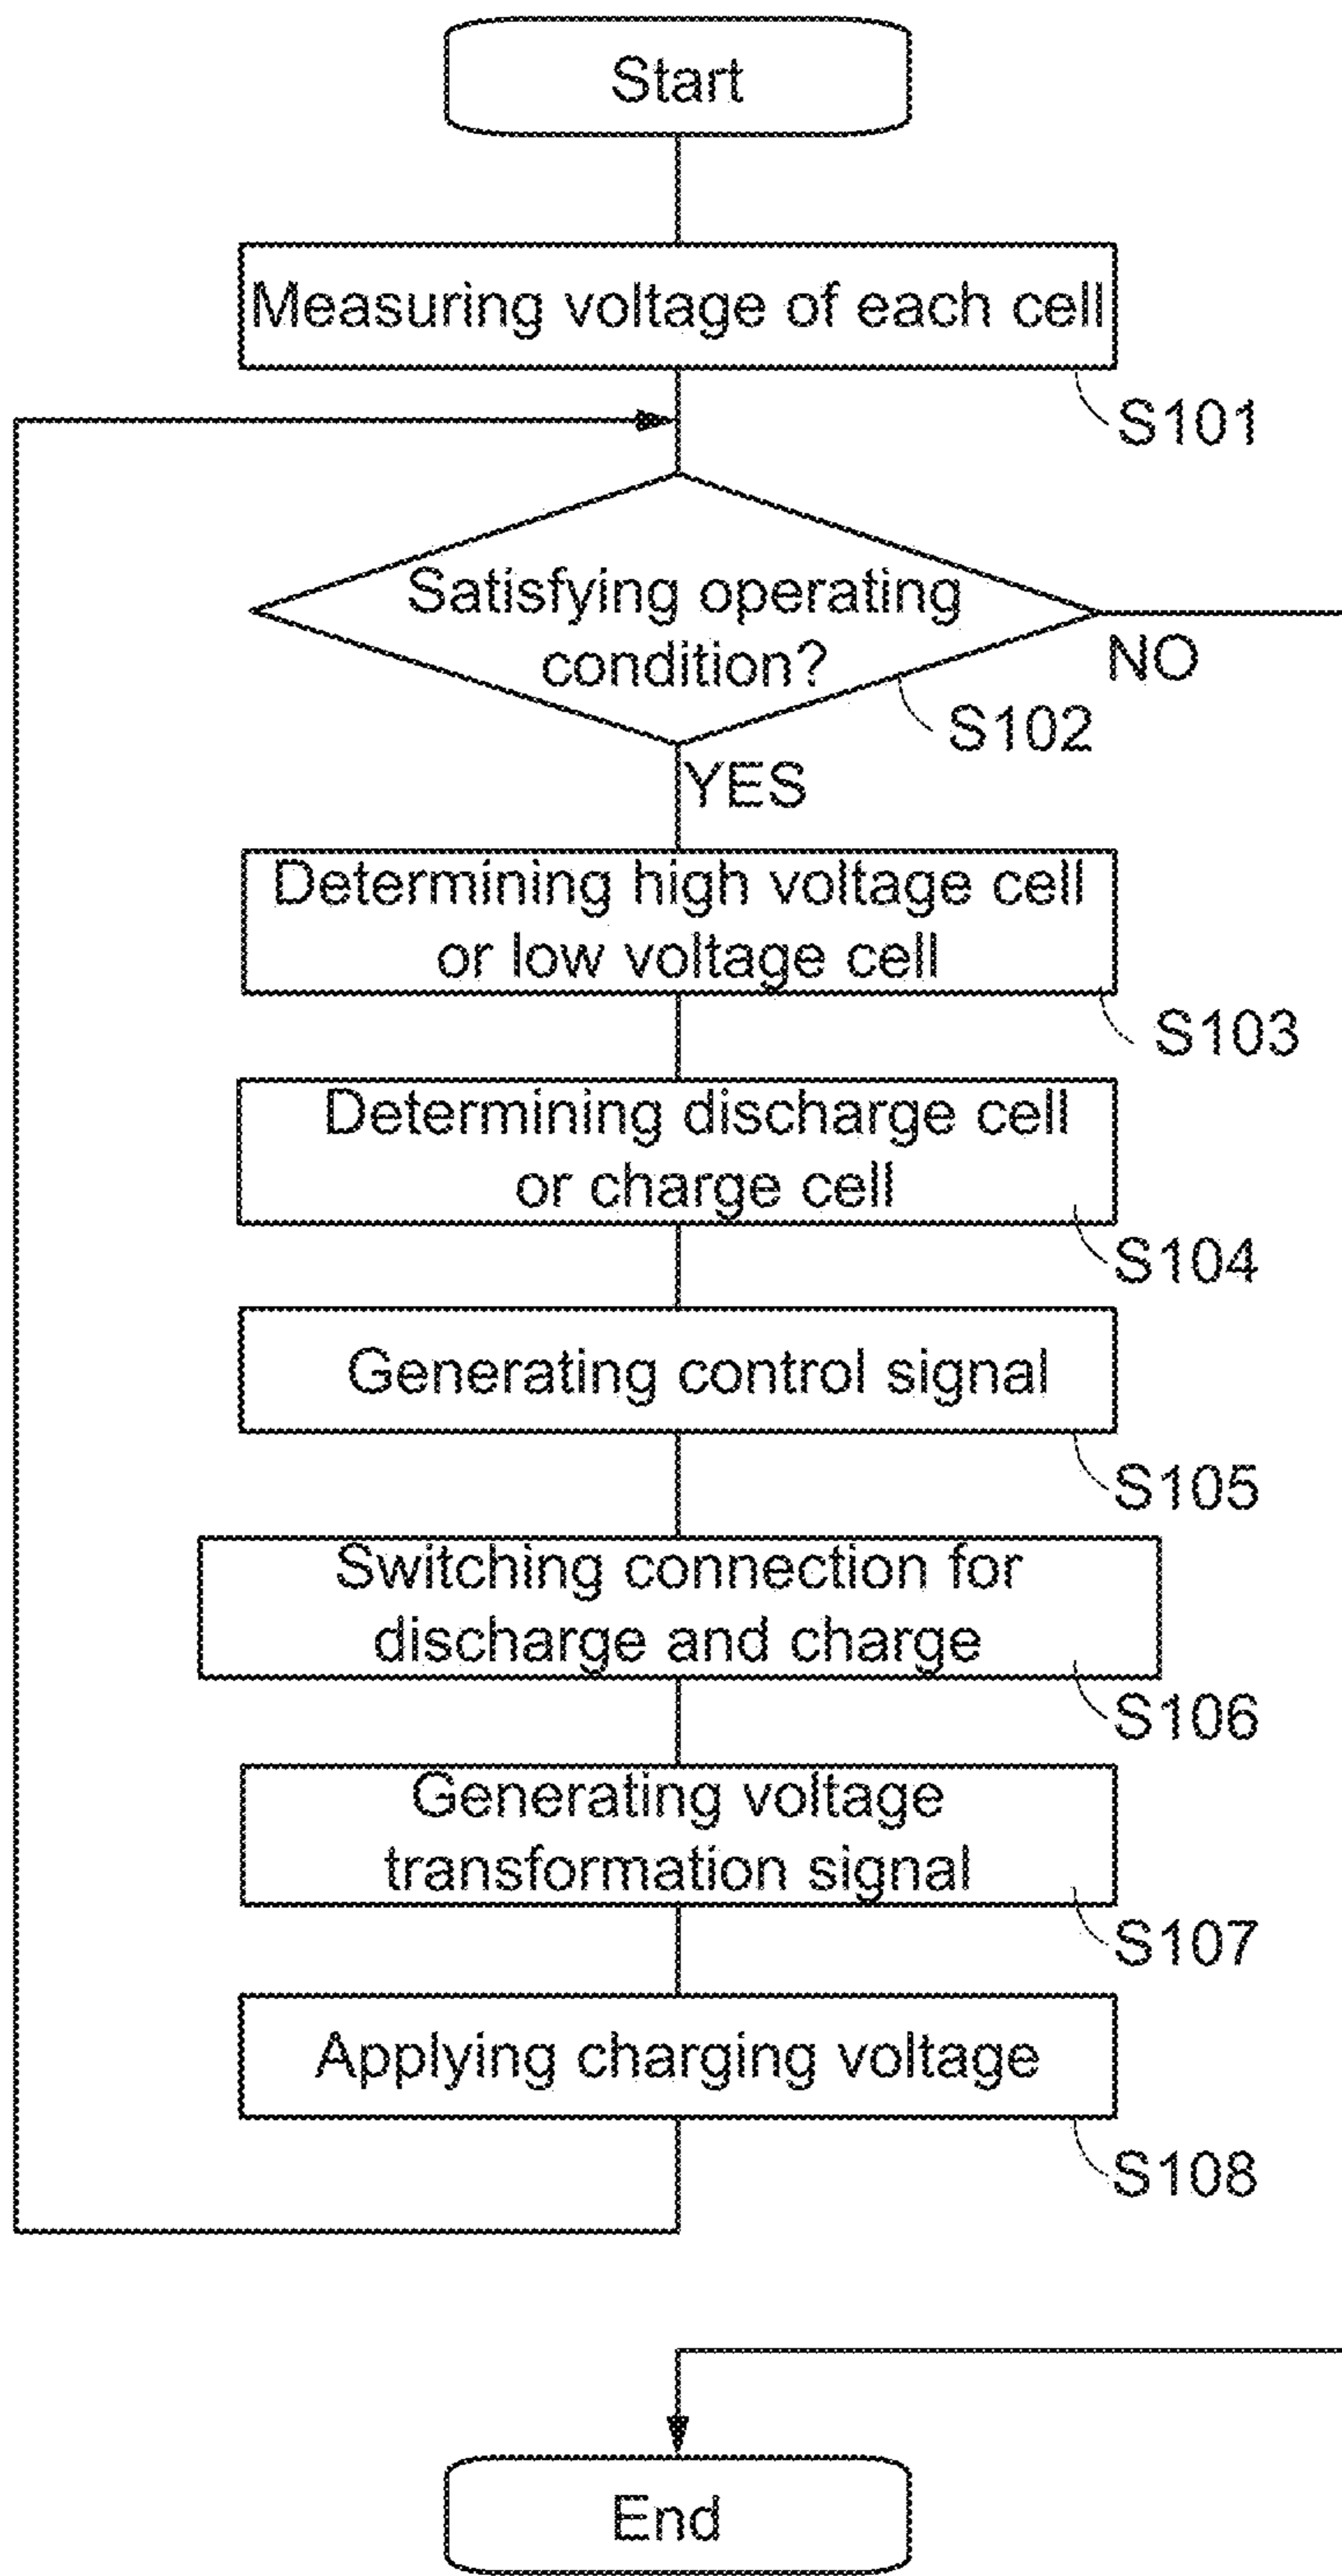 Start
Measuring voltage of each cell
S101
Satisfying operating
condition?
NO
S102
YES
Determining high voltage cell
or low voltage cell
S103
Determining discharge cell
or charge cell
S104
Generating control signal
S105
Switching connection for
discharge and charge
S106
Generating voltage
transformation signal
S107
Applying charging voltage
S108
End